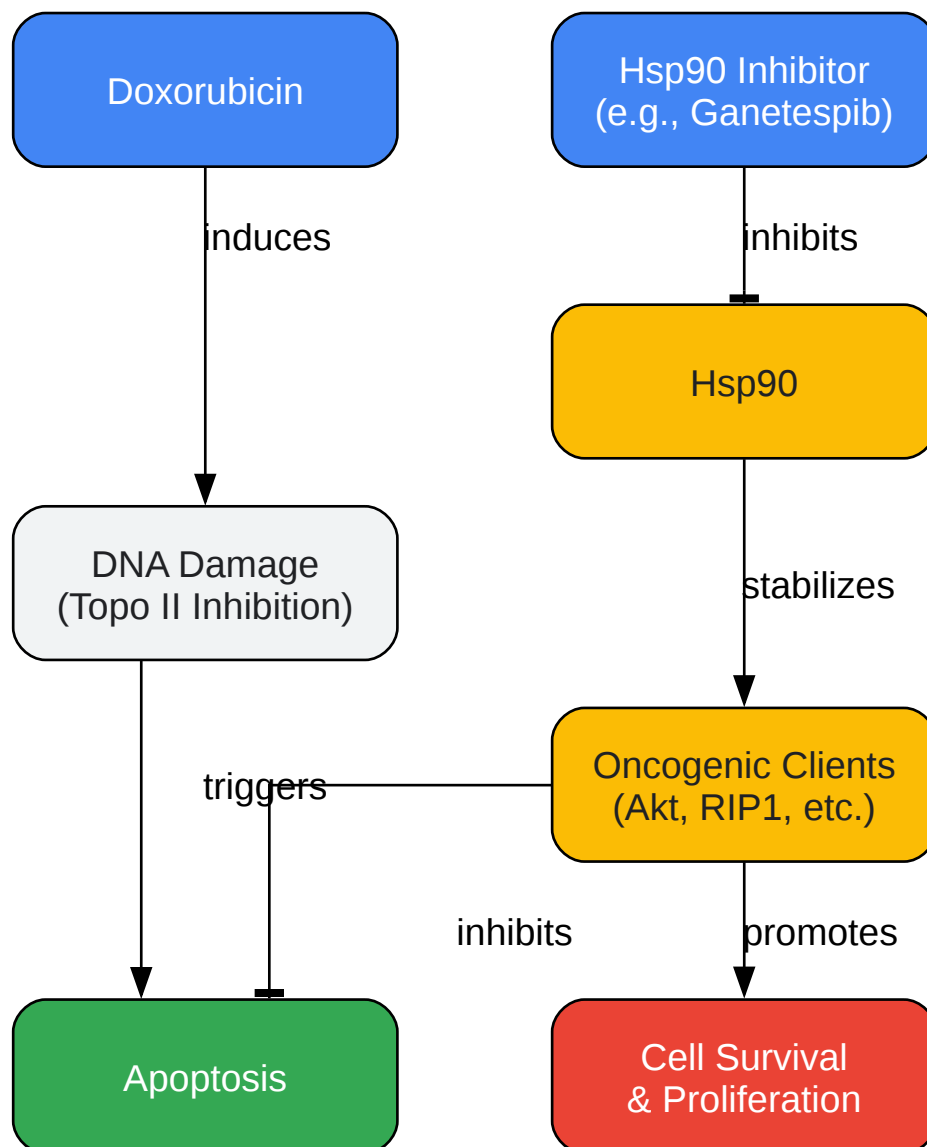 Doxorubicin
Hsp90 Inhibitor
(e.g., Ganetespib)
induces
inhibits
Hsp90
DNA Damage
(Topo II Inhibition)
stabilizes
triggers
Oncogenic Clients
(Akt, RIP1, etc.)
inhibits
promotes
Apoptosis
Cell Survival
& Proliferation